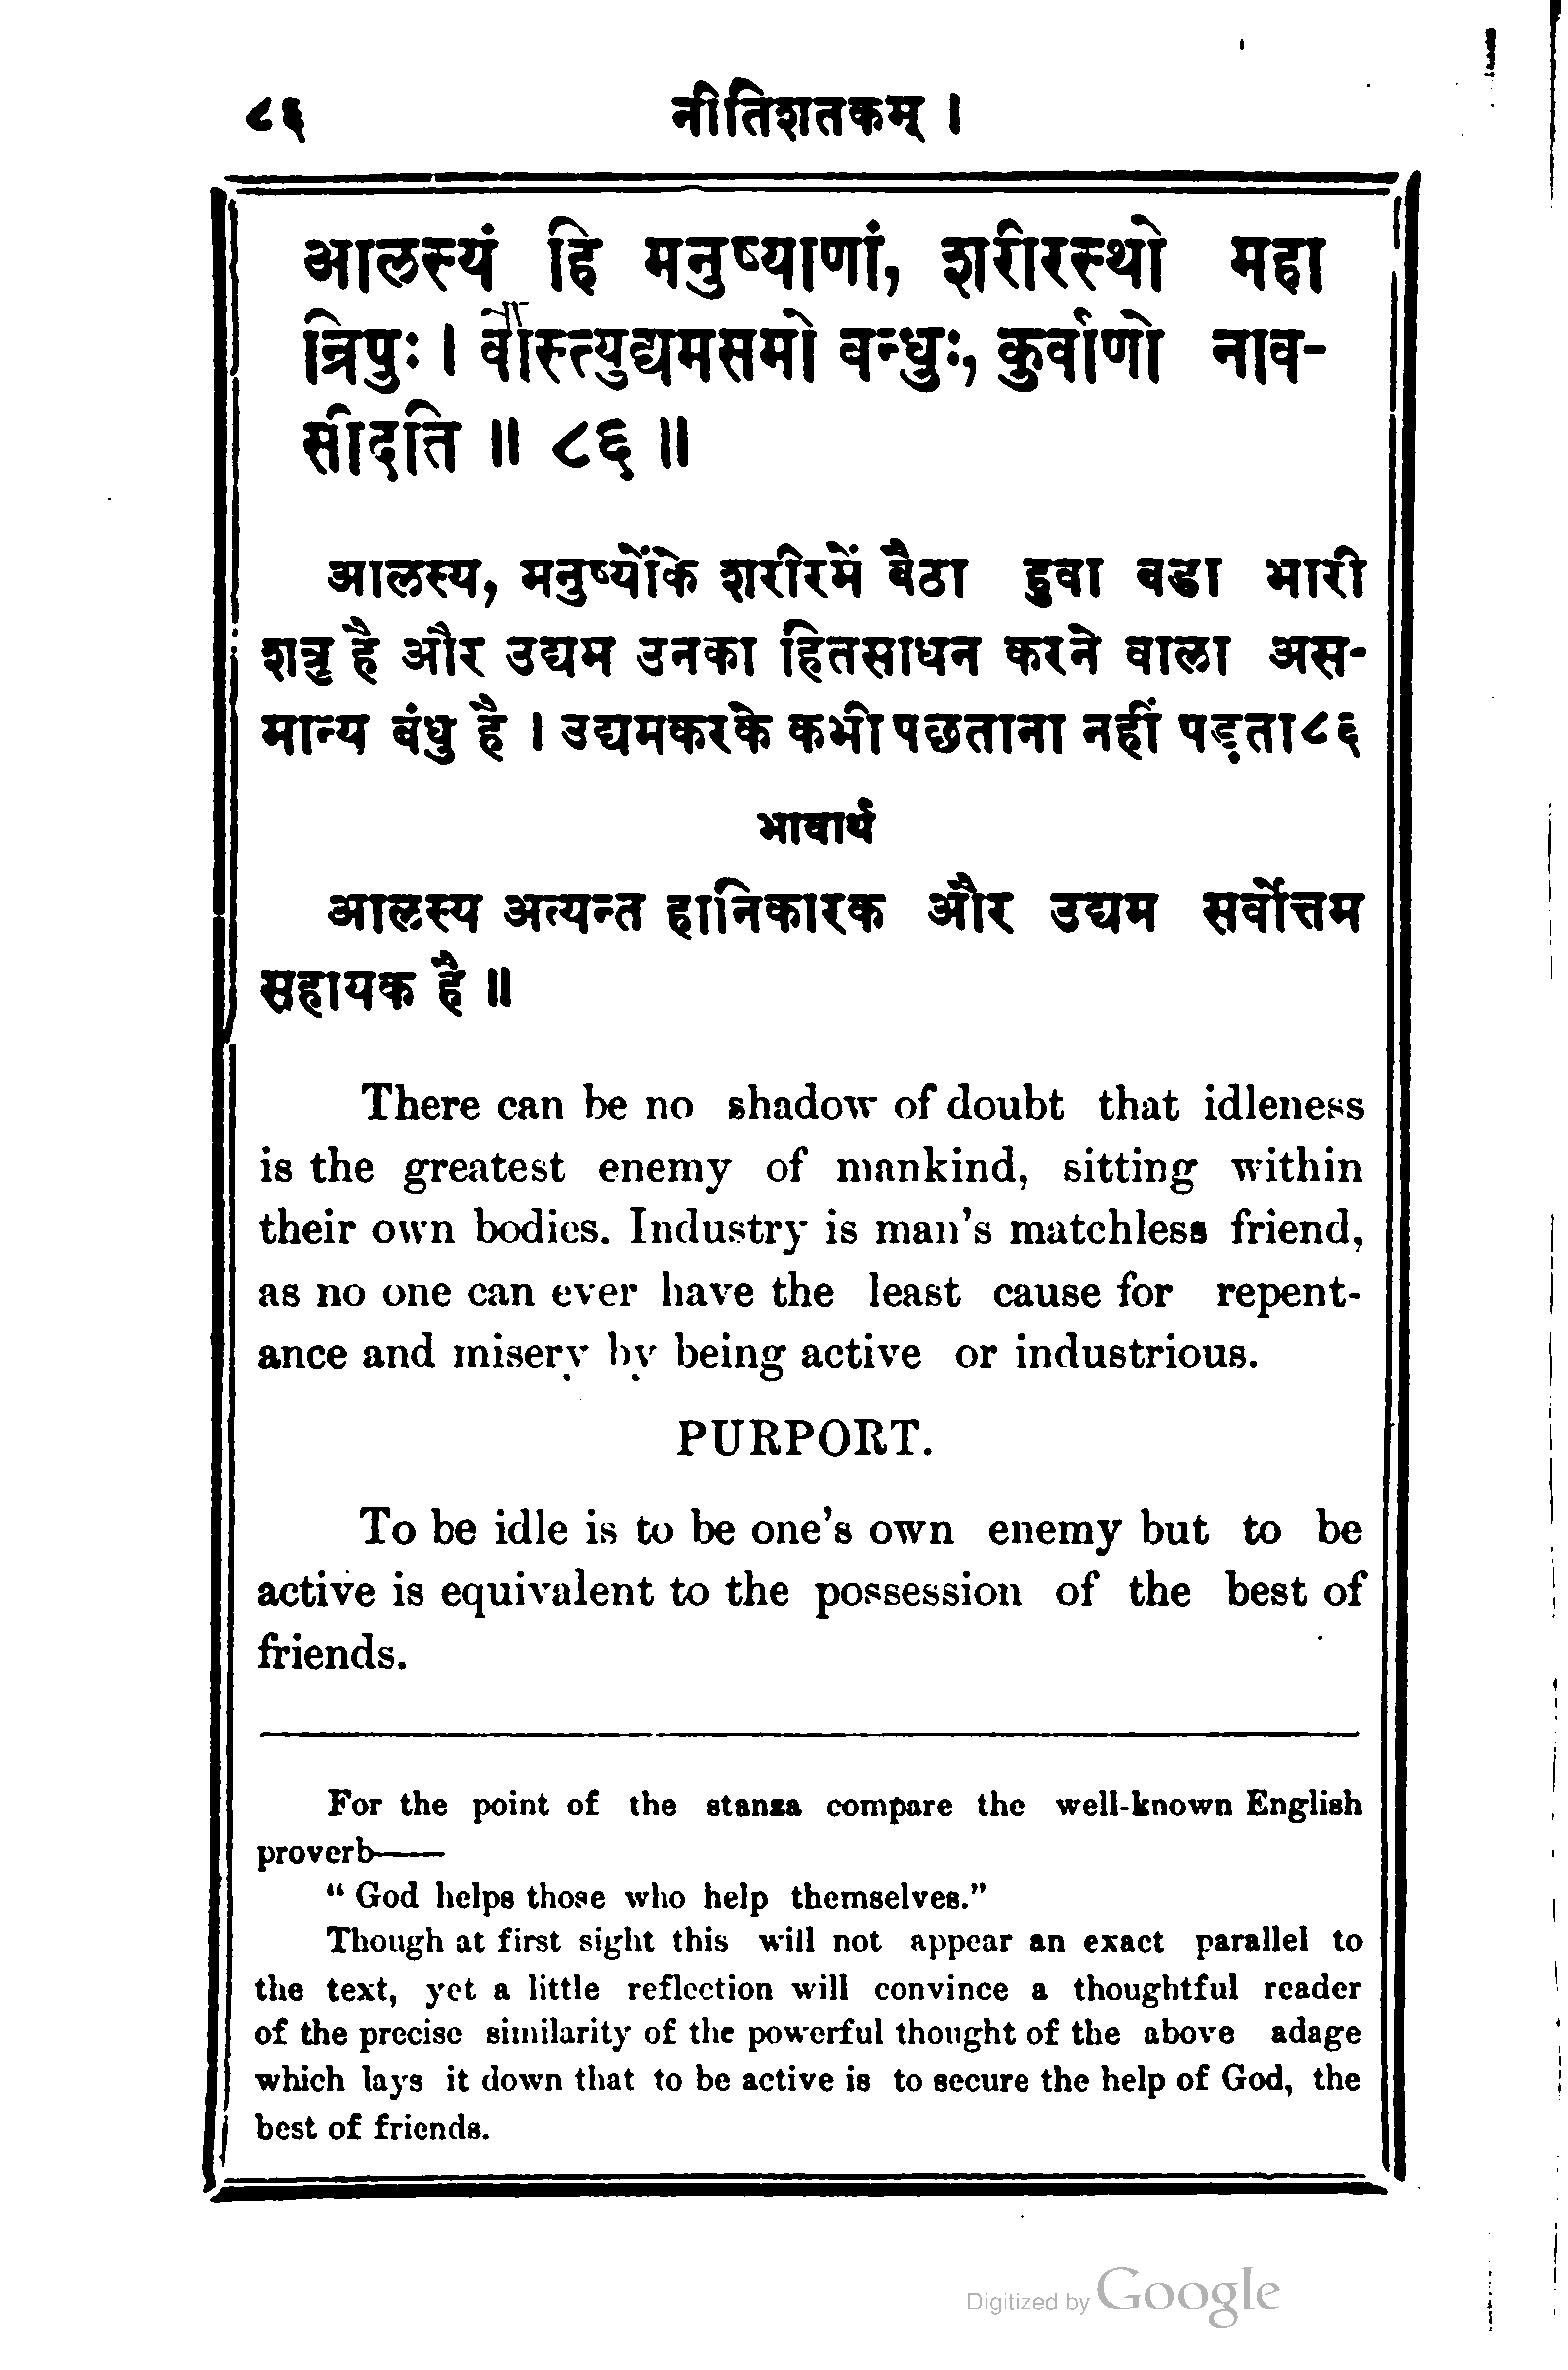 ८६ नीतिशतकम् ।
आलस्यं हि मनुष्याणां, शरीरस्थो महा
न्रिपुः । र्वास्त्युद्यमसमो वन्धुः, कुर्वाणो नाव-
सीदति ॥ ८६ ॥
आलस्य, मनुष्योंके शरीरमें बैठा हुवा वडा भारी
शत्रु है और उद्यम उनका हितसाधन करने वाला अस-
मान्य बंधु है । उद्यमकरके कभी पछताना नहीं पड़ता८६
भावार्थ
आलस्य अत्यन्त हानिकारक और उद्यम सर्वोत्तम
सहायक है ॥
There can be no shadow of doubt that idleness
is the greatest enemy of mankind, sitting within
their own bodies. Industry is man's matchless friend,
as no one can ever have the least cause for repent-
ance and misery by being active or industrious.
PURPORT.
To be idle is to be one's own enemy but to be
active is equivalent to the possession of the best of
friends.
For the point of the stanza compare the well-known English
proverb——
“ God helps those who help themselves.”
Though at first sight this will not appear an exact parallel to
the text, yet a little reflection will convince a thoughtful reader
of the precise similarity of the powerful thought of the above adage
which lays it down that to be active is to secure the help of God, the
best of friends.
Digitized by Google